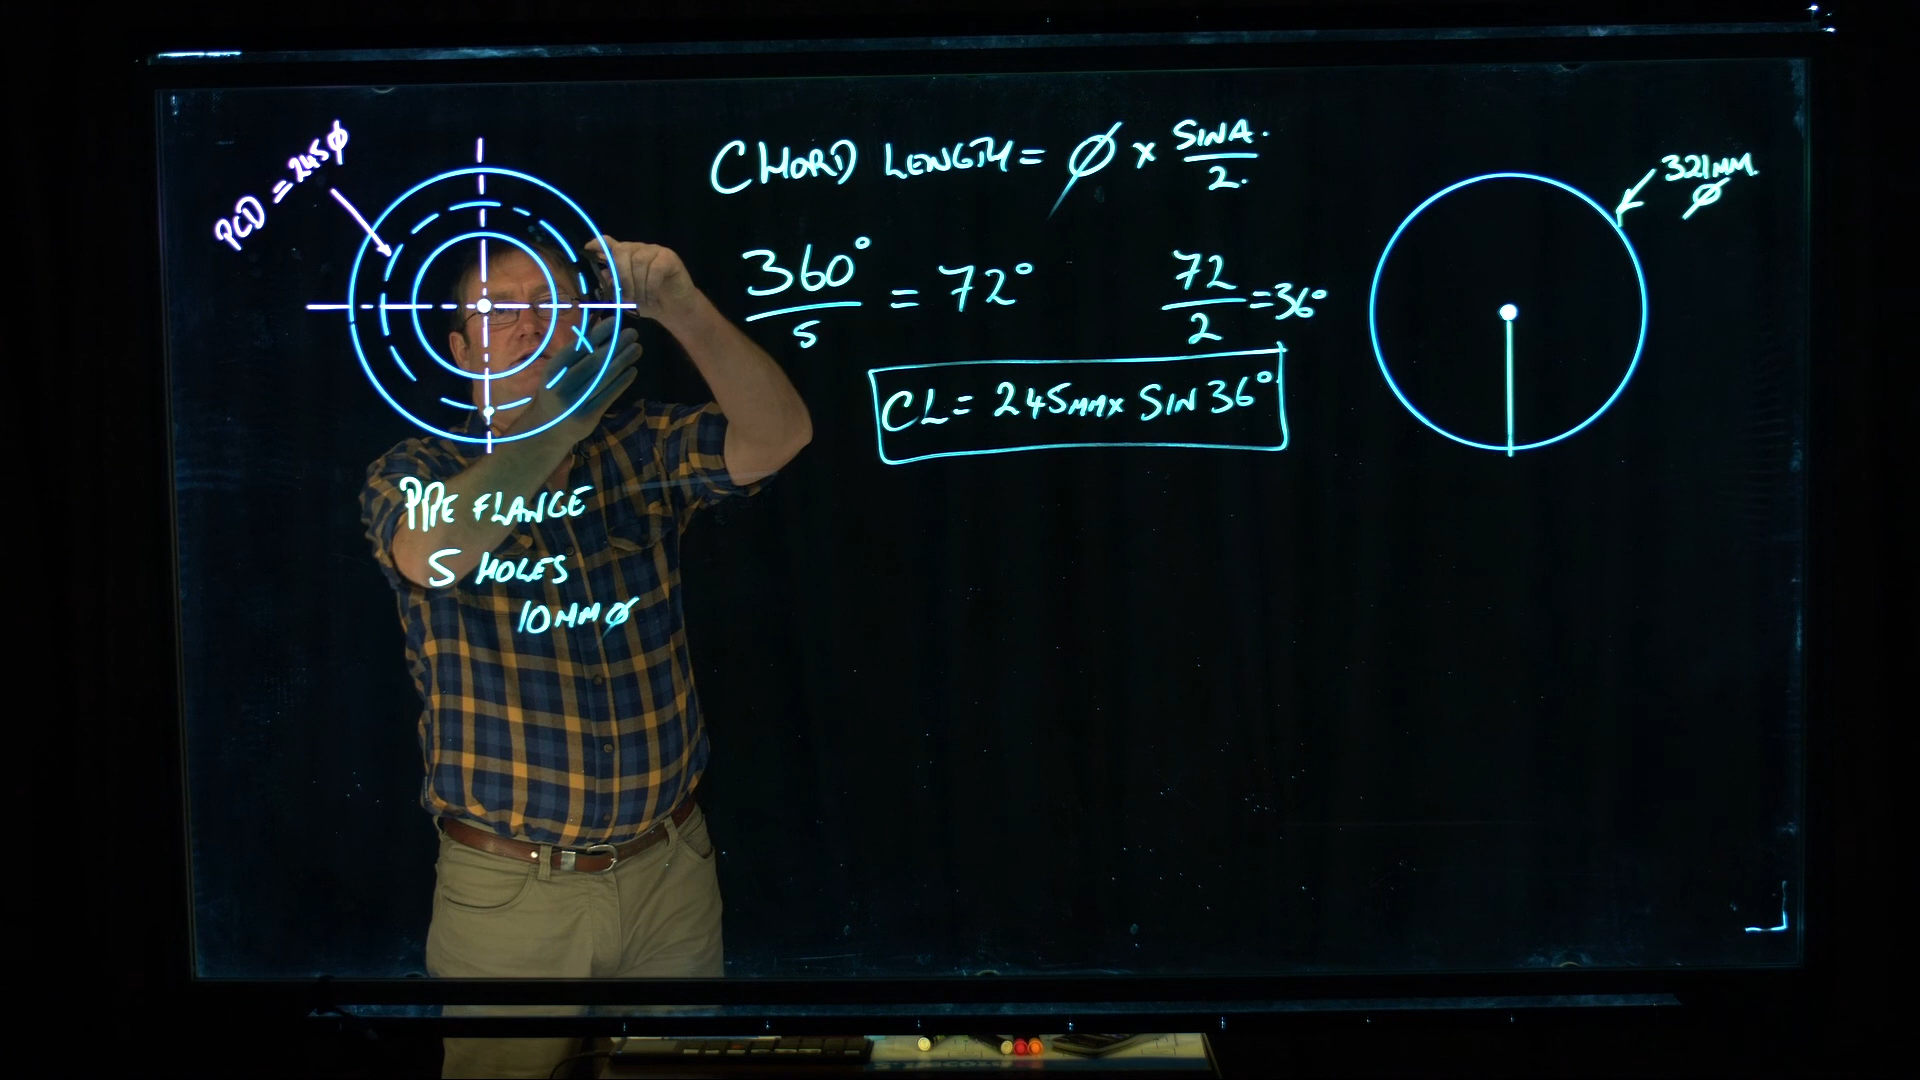 PCD = 245ø
CHORD LENGTH = ø × SIN A.
2.
360° / 5 = 72°
72 / 2 = 36°
CL = 245mm x SIN 36°
321mm.
ø
PIPE FLANGE
5 HOLES
10mm ø